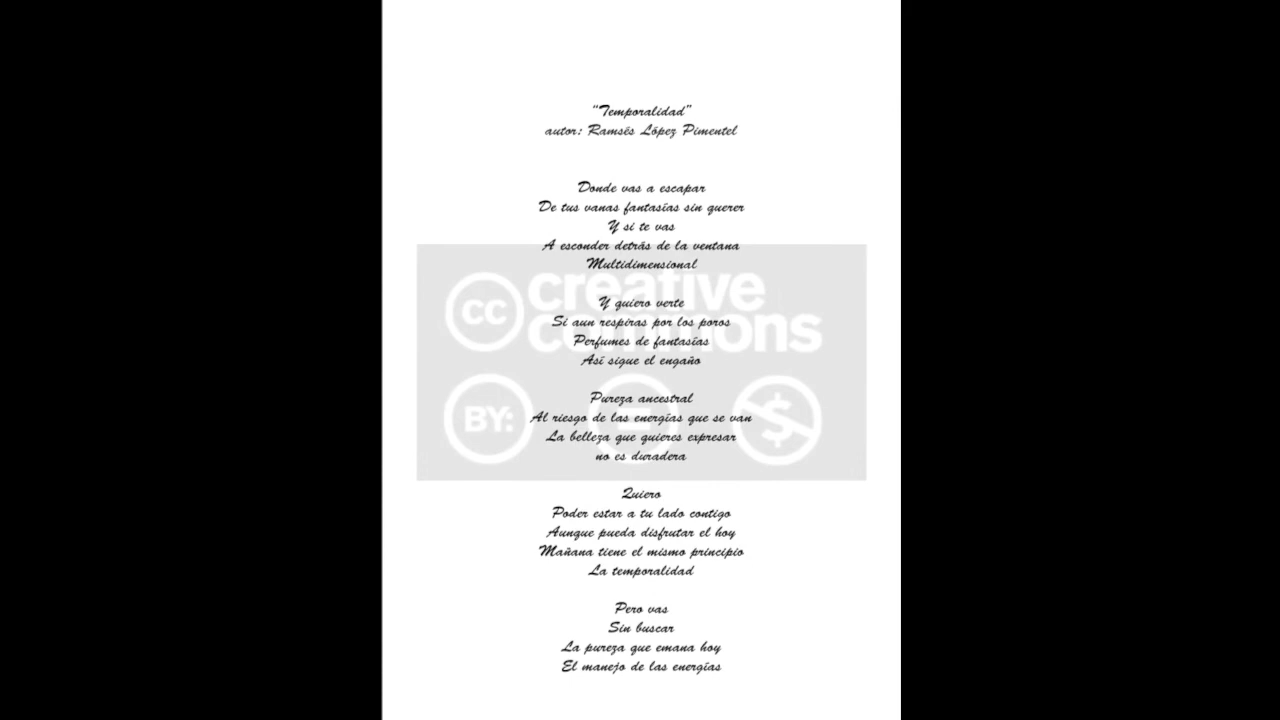 “Temporalidad”
autor: Ramsés López Pimentel
Donde vas a escapar
De tus vanas fantasías sin querer
Y si te vas
A esconder detrás de la ventana
Multidimensional
Y quiero verte
Si aun respiras por los poros
Perfumes de fantasías
Así sigue el engaño
Pureza ancestral
Al riesgo de las energías que se van
La belleza que quieres expresar
no es duradera
Quiero
Poder estar a tu lado contigo
Aunque pueda disfrutar el hoy
Mañana tiene el mismo principio
La temporalidad
Pero vas
Sin buscar
La pureza que emana hoy
El manejo de las energías
cc creative commons
BY:
=
$